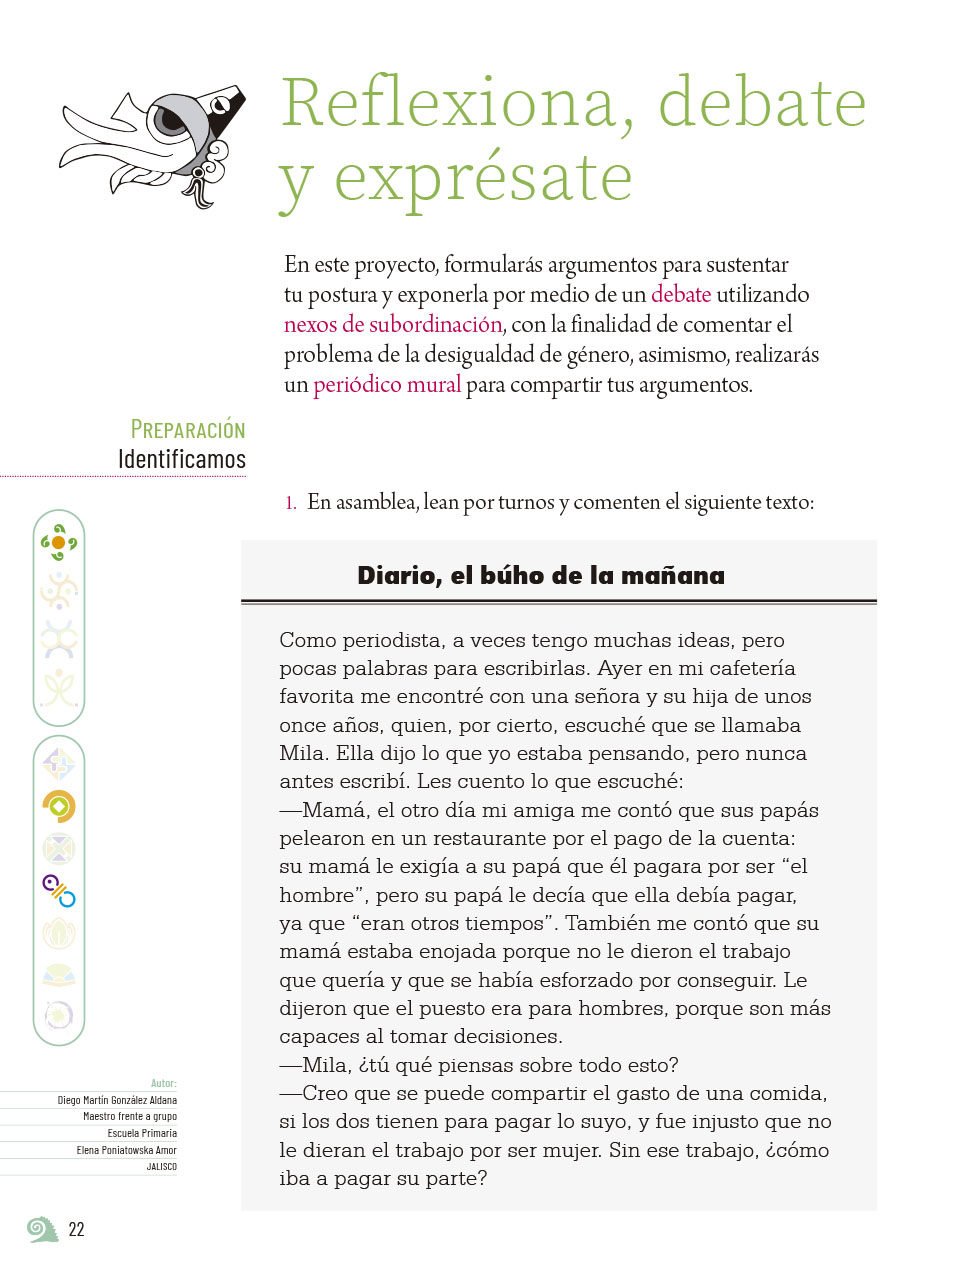 Reflexiona, debate
y exprésate
En este proyecto, formularás argumentos para sustentar
tu postura y exponerla por medio de un debate utilizando
nexos de subordinación, con la finalidad de comentar el
problema de la desigualdad de género, asimismo, realizarás
un periódico mural para compartir tus argumentos.
Preparación
Identificamos
1. En asamblea, lean por turnos y comenten el siguiente texto:
Diario, el búho de la mañana
Como periodista, a veces tengo muchas ideas, pero
pocas palabras para escribirlas. Ayer en mi cafetería
favorita me encontré con una señora y su hija de unos
once años, quien, por cierto, escuché que se llamaba
Mila. Ella dijo lo que yo estaba pensando, pero nunca
antes escribí. Les cuento lo que escuché:
—Mamá, el otro día mi amiga me contó que sus papás
pelearon en un restaurante por el pago de la cuenta:
su mamá le exigía a su papá que él pagara por ser “el
hombre”, pero su papá le decía que ella debía pagar,
ya que “eran otros tiempos”. También me contó que su
mamá estaba enojada porque no le dieron el trabajo
que quería y que se había esforzado por conseguir. Le
dijeron que el puesto era para hombres, porque son más
capaces al tomar decisiones.
—Mila, ¿tú qué piensas sobre todo esto?
—Creo que se puede compartir el gasto de una comida,
si los dos tienen para pagar lo suyo, y fue injusto que no
le dieran el trabajo por ser mujer. Sin ese trabajo, ¿cómo
iba a pagar su parte?
Autor:
Diego Martín González Aldana
Maestro frente a grupo
Escuela Primaria
Elena Poniatowska Amor
JALISCO
22